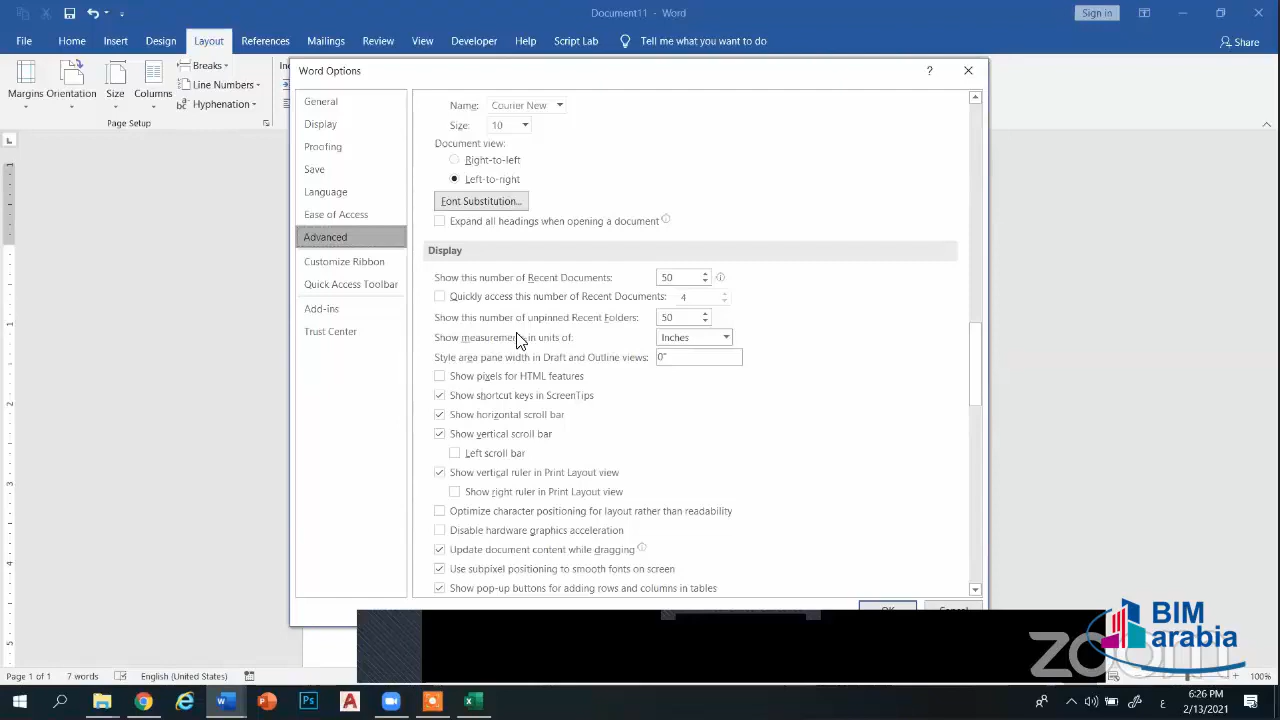 Document11 - Word
Sign in
File Home Insert Design Layout References Mailings Review View Developer Help Script Lab Tell me what you want to do
Share
Margins Orientation Size Columns
Breaks
Line Numbers
Hyphenation
Page Setup
Word Options
General
Display
Proofing
Save
Language
Ease of Access
Advanced
Customize Ribbon
Quick Access Toolbar
Add-ins
Trust Center
Name: Courier New
Size: 10
Document view:
Right-to-left
Left-to-right
Font Substitution...
Expand all headings when opening a document
Display
Show this number of Recent Documents: 50
Quickly access this number of Recent Documents: 4
Show this number of unpinned Recent Folders: 50
Show measurements in units of: Inches
Style area pane width in Draft and Outline views: 0"
Show pixels for HTML features
Show shortcut keys in ScreenTips
Show horizontal scroll bar
Show vertical scroll bar
Left scroll bar
Show vertical ruler in Print Layout view
Show right ruler in Print Layout view
Optimize character positioning for layout rather than readability
Disable hardware graphics acceleration
Update document content while dragging
Use subpixel positioning to smooth fonts on screen
Show pop-up buttons for adding rows and columns in tables
BIM
arabia
zoom
Page 1 of 1 7 words English (United States)
100%
6:26 PM
2/13/2021
ع